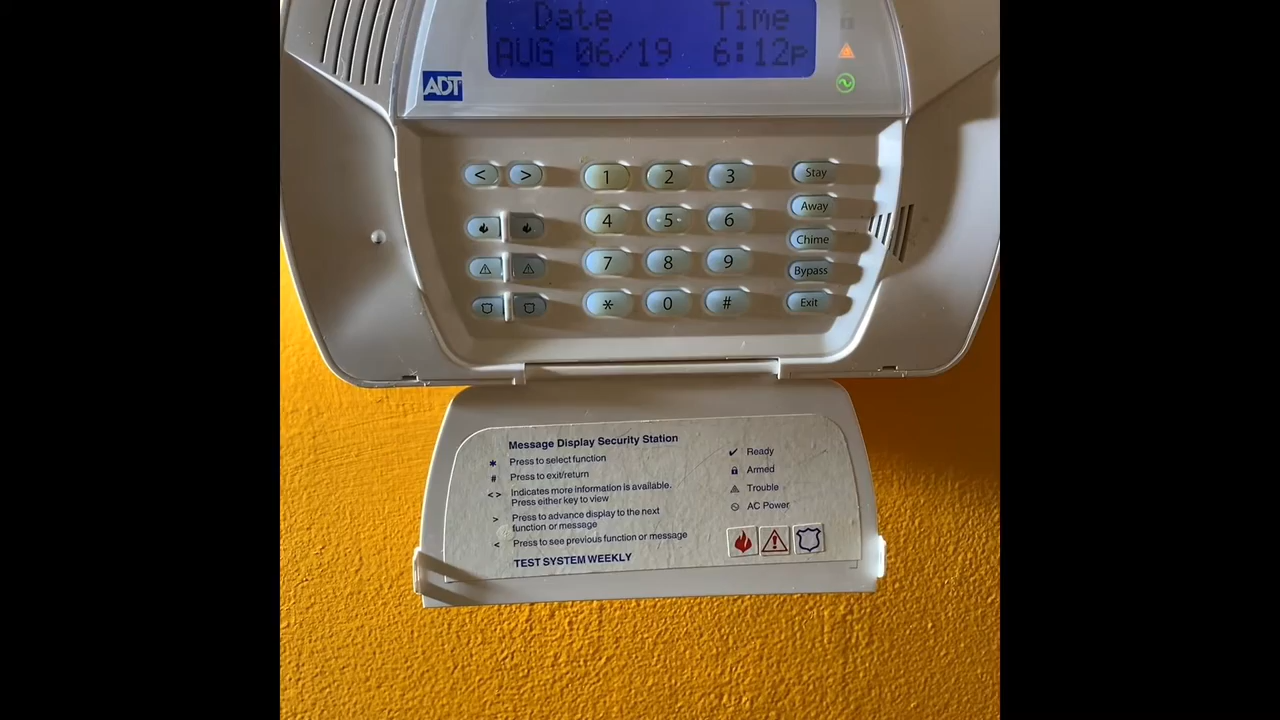 Date Time
AUG 06/19 6:12p
ADT
< > 1 2 3 Stay
4 5 6 Away
Chime
7 8 9 Bypass
* 0 # Exit
Message Display Security Station
* Press to select function
# Press to exit/return
< > Indicates more information is available.
Press either key to view
> Press to advance display to the next
function or message
< Press to see previous function or message
TEST SYSTEM WEEKLY
✓ Ready
Armed
Trouble
AC Power